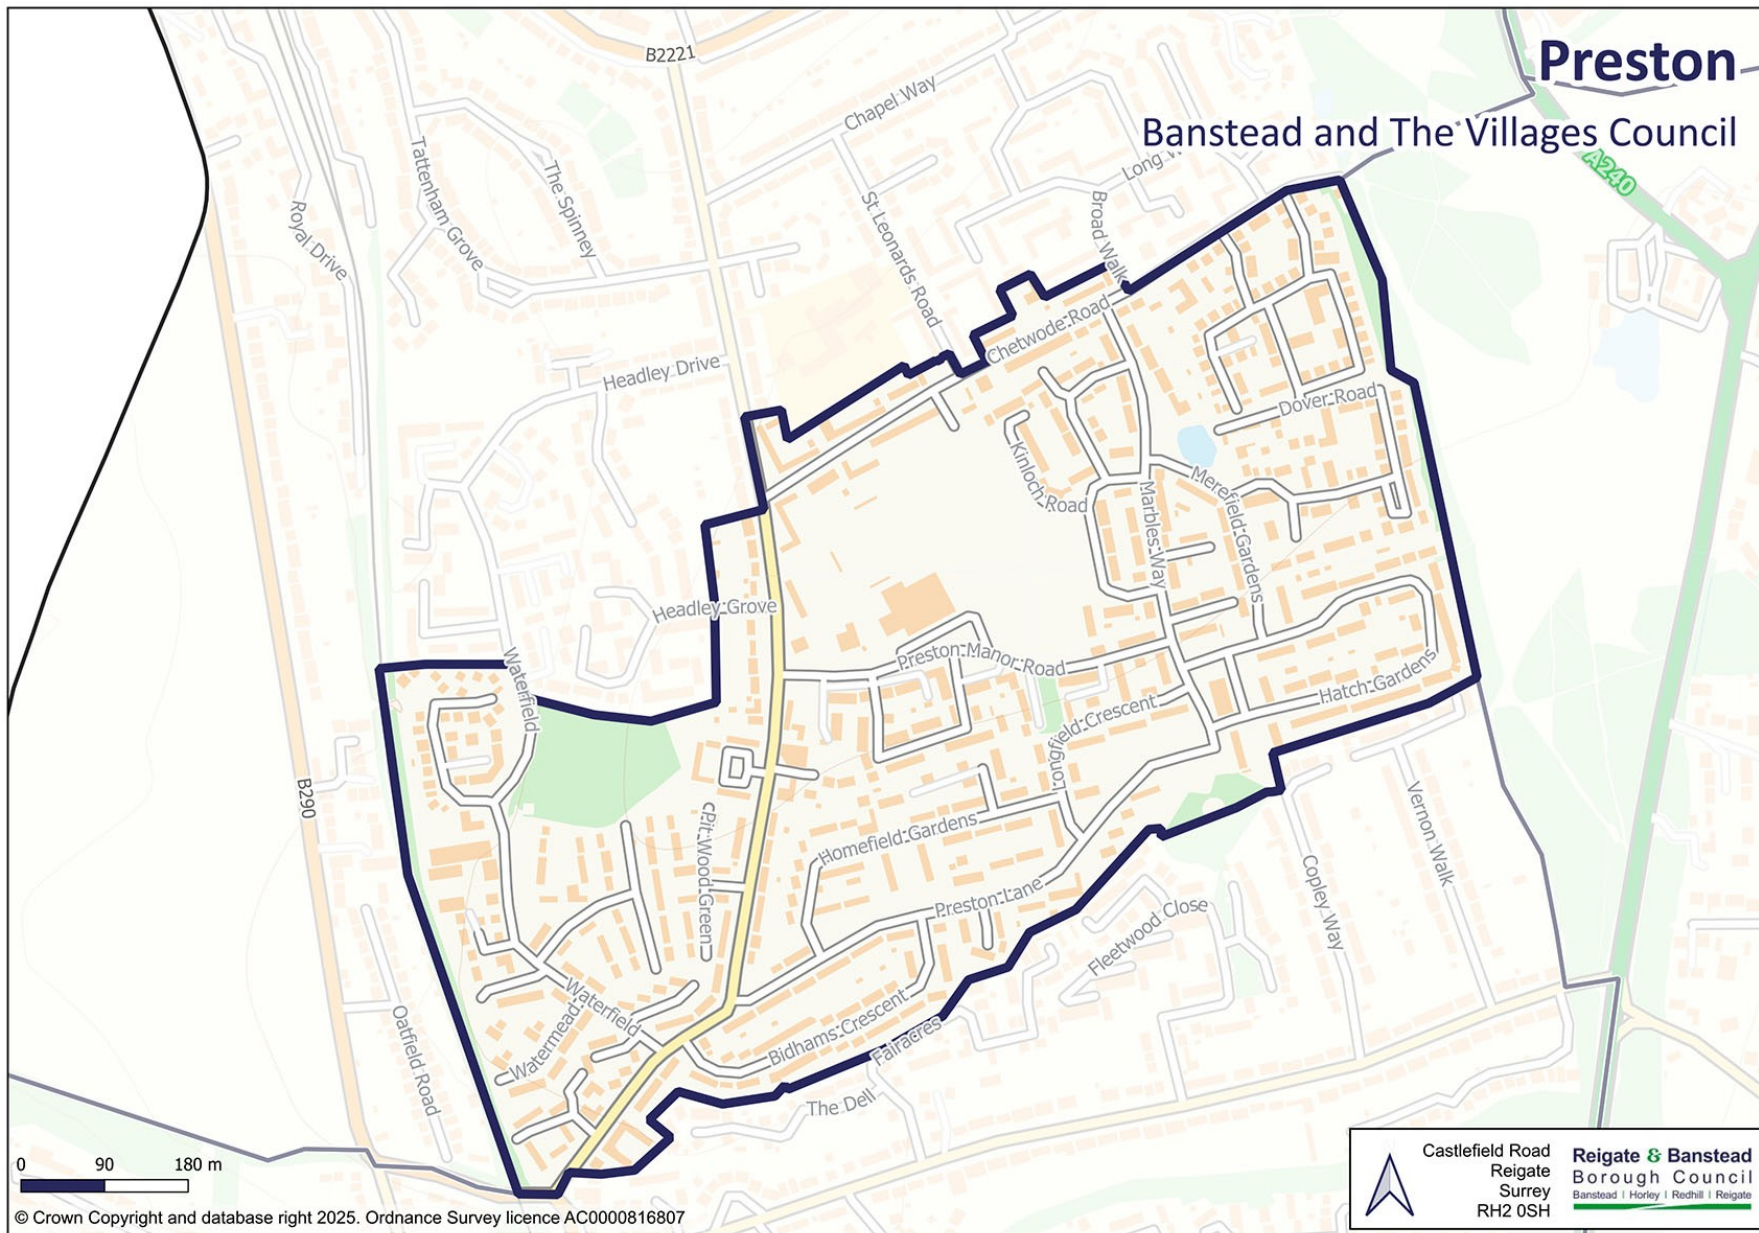 Preston
Banstead and The Villages Council
B2221
Chapel Way
A240
Tattenham Grove
The Spinney
Long W
Royal Drive
St Leonards Road
Broad Walk
Chetwode Road
Headley Drive
Dover Road
Kinloch Road
Merefield Gardens
Marbles Way
Headley Grove
Preston Manor Road
Waterfield
Hatch Gardens
Longfield Crescent
B290
Pit Wood Green
Homefield Gardens
Vernon Walk
Copley Way
Preston Lane
Fleetwood Close
Waterfield
Watermead
Bidhams Crescent
Fairacres
Oatfield Road
The Dell
0 90 180 m
© Crown Copyright and database right 2025. Ordnance Survey licence AC0000816807
Castlefield Road
Reigate
Surrey
RH2 0SH
Reigate & Banstead
Borough Council
Banstead | Horley | Redhill | Reigate